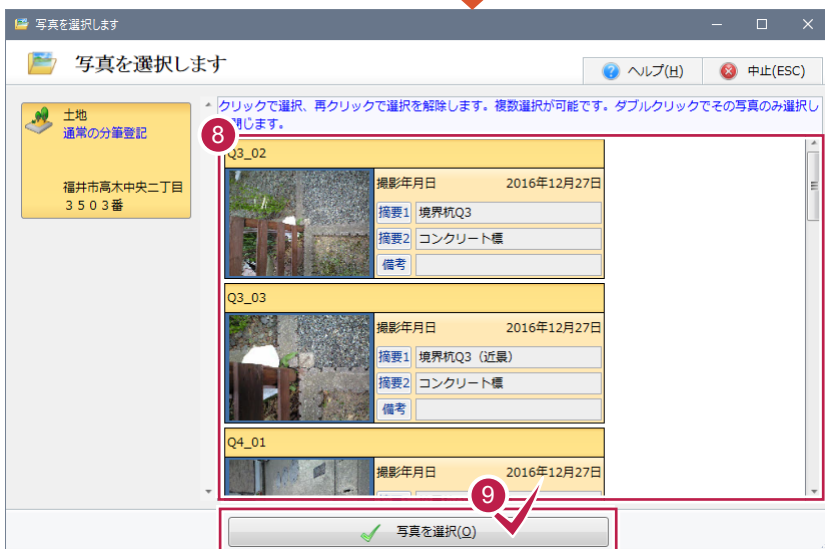 写真を選択します
写真を選択します
ヘルプ(H)
中止(ESC)
土地
通常の分筆登記
福井市高木中央二丁目
3503番
クリックで選択、再クリックで選択を解除します。複数選択が可能です。ダブルクリックでその写真のみ選択し
閉じます。
8
Q3_02
撮影年月日 2016年12月27日
摘要1 境界杭Q3
摘要2 コンクリート標
備考
Q3_03
撮影年月日 2016年12月27日
摘要1 境界杭Q3（近景）
摘要2 コンクリート標
備考
Q4_01
撮影年月日 2016年12月27日
9
写真を選択(O)